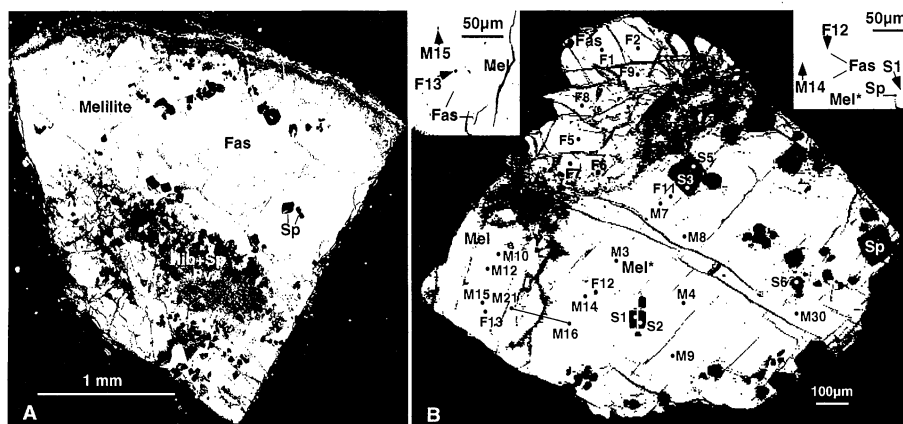 Melilite
Fas
Sp
Hib+Sp
1 mm
A
50µm
M15
Mel
F13
Fas
Fas
F2
F1
F9
F8
F5
F7
F6
50µm
F12
Fas
S1
M14
Sp
Mel*
S5
S3
F11
M7
M8
Sp
Mel
M10
M12
M3
Mel*
M15
M21
F12
M14
M4
S6
F13
S1
S2
M16
M30
M9
100µm
B